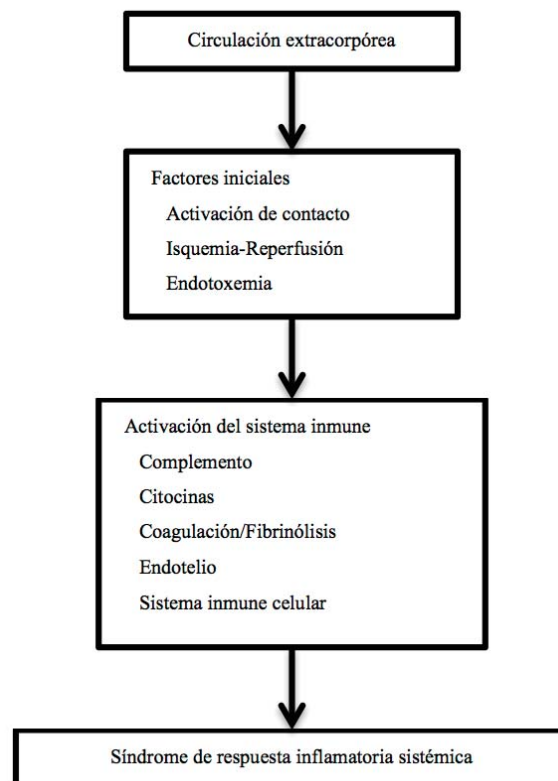 Circulación extracorpórea
Factores iniciales
Activación de contacto
Isquemia-Reperfusión
Endotoxemia
Activación del sistema inmune
Complemento
Citocinas
Coagulación/Fibrinólisis
Endotelio
Sistema inmune celular
Síndrome de respuesta inflamatoria sistémica